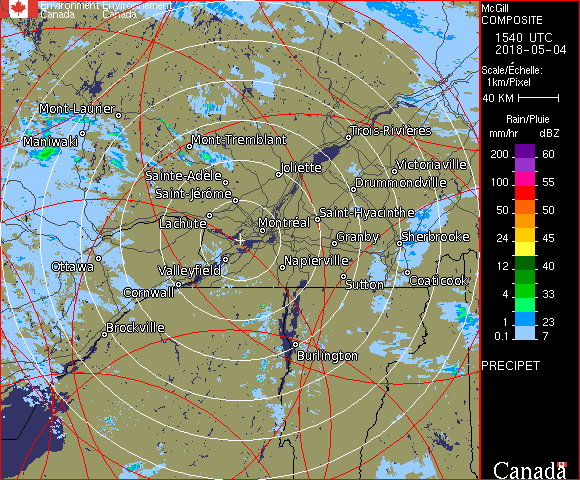 Environment Environnement
Canada Canada
McGill
COMPOSITE
1540 UTC
2018-05-04
Scale/Échelle:
1km/Pixel
40 KM
Rain/Pluie
mm/hr dBZ
200 60
55
100 55
50 50
24 45
12 40
4 33
1 23
0.1 7
PRECIPET
Canada
Mont-Laurier
Maniwaki
Mont-Tremblant
Trois-Rivières
Sainte-Adèle
Joliette
Victoriaville
Saint-Jérôme
Drummondville
Lachute
Montréal
Saint-Hyacinthe
Granby
Sherbrooke
Ottawa
Valleyfield
Napierville
Cornwall
Sutton
Coaticook
Brockville
Burlington